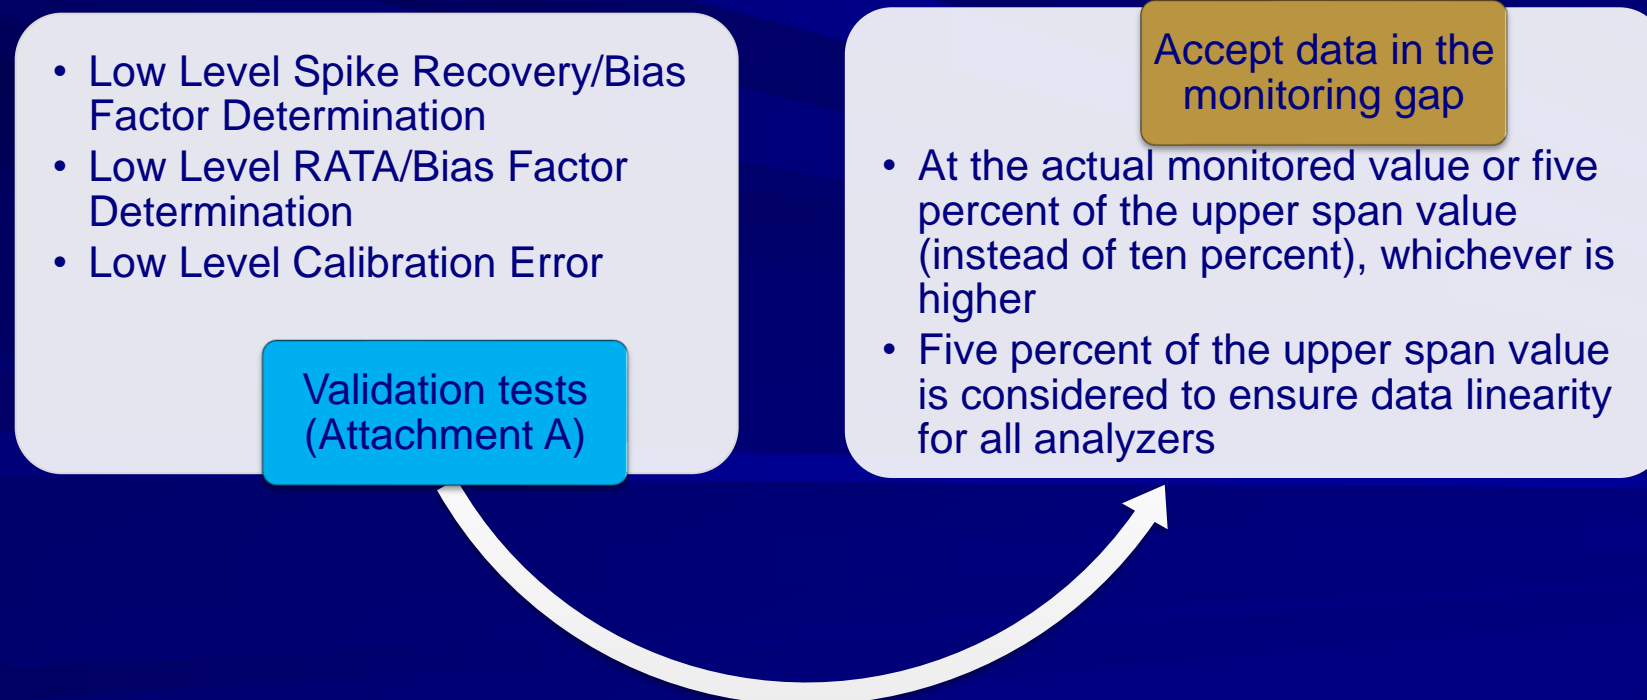 • Low Level Spike Recovery/Bias
Factor Determination
• Low Level RATA/Bias Factor
Determination
• Low Level Calibration Error
Validation tests
(Attachment A)
Accept data in the
monitoring gap
• At the actual monitored value or five
percent of the upper span value
(instead of ten percent), whichever is
higher
• Five percent of the upper span value
is considered to ensure data linearity
for all analyzers